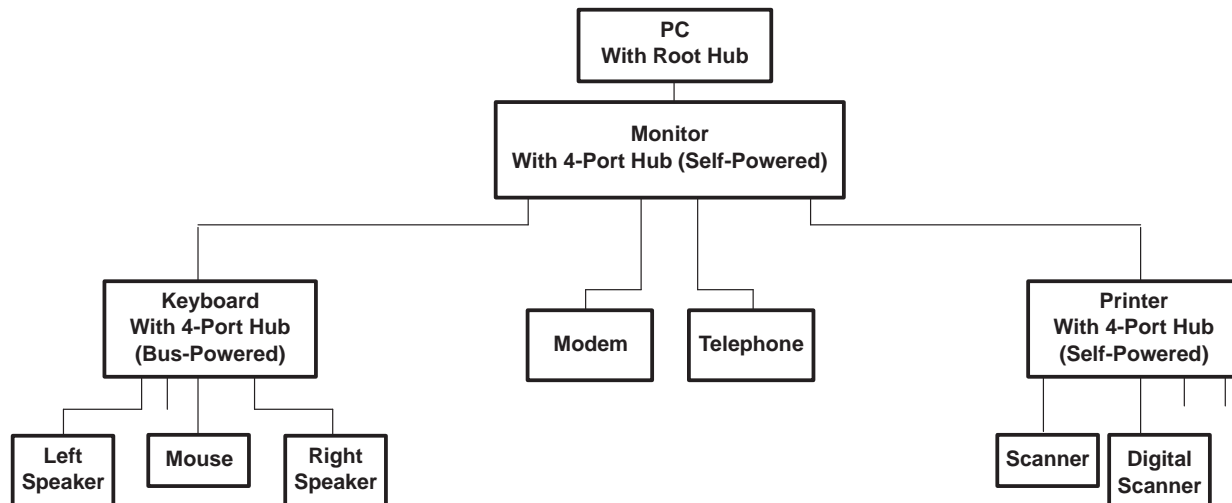 PC
With Root Hub
Monitor
With 4-Port Hub (Self-Powered)
Keyboard
With 4-Port Hub
(Bus-Powered)
Modem
Telephone
Printer
With 4-Port Hub
(Self-Powered)
Left
Speaker
Mouse
Right
Speaker
Scanner
Digital
Scanner